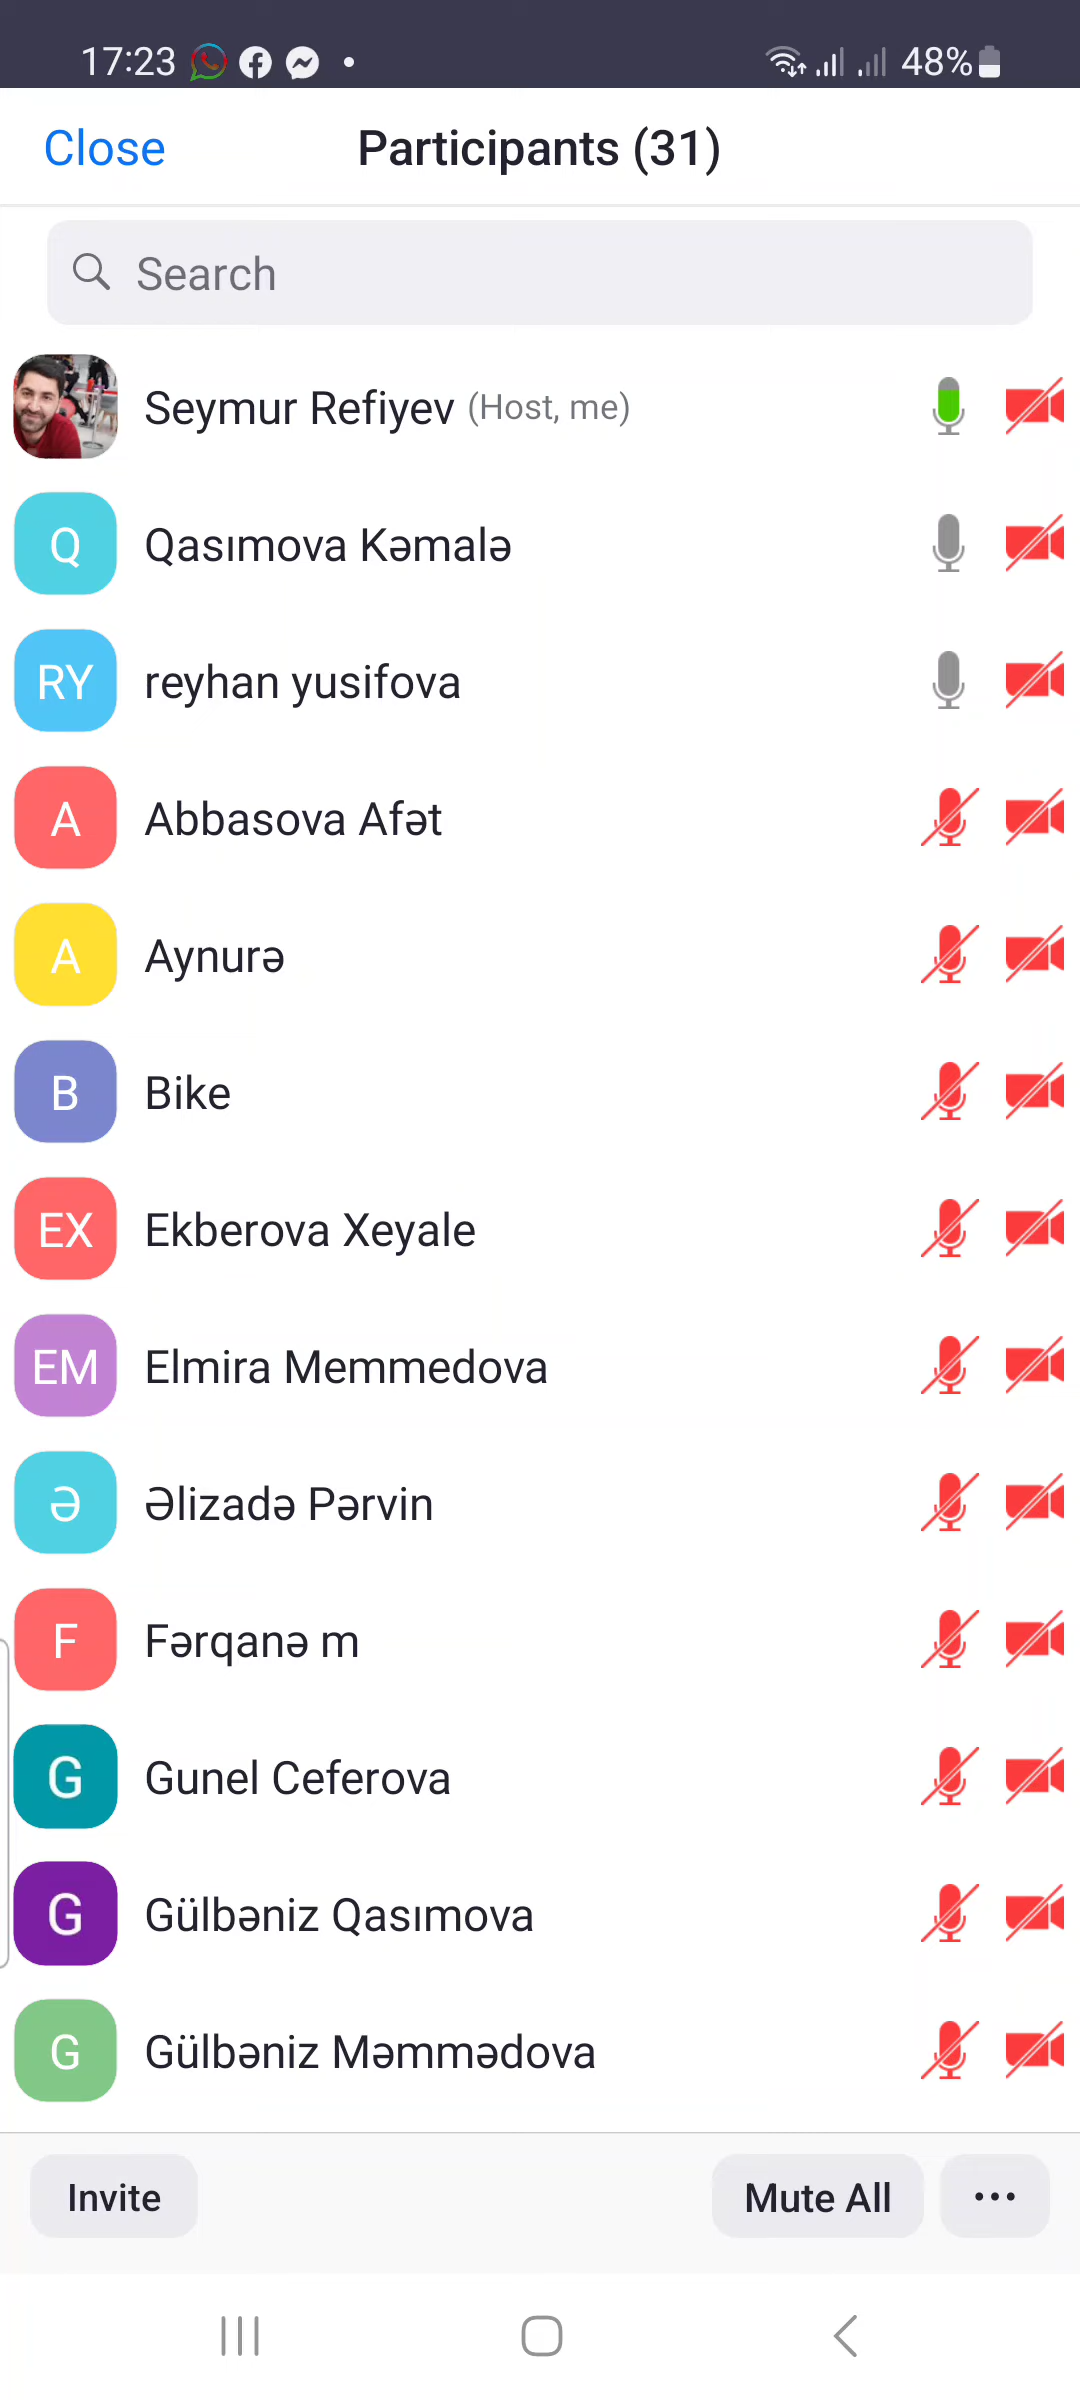 17:23 48%
Close Participants (31)
Search
Seymur Refiyev (Host, me)
Q Qasımova Kəmalə
RY reyhan yusifova
A Abbasova Afət
A Aynurə
B Bike
EX Ekberova Xeyale
EM Elmira Memmedova
Ə Əlizadə Pərvin
F Fərqanə m
G Gunel Ceferova
G Gülbəniz Qasımova
G Gülbəniz Məmmədova
Invite Mute All ...